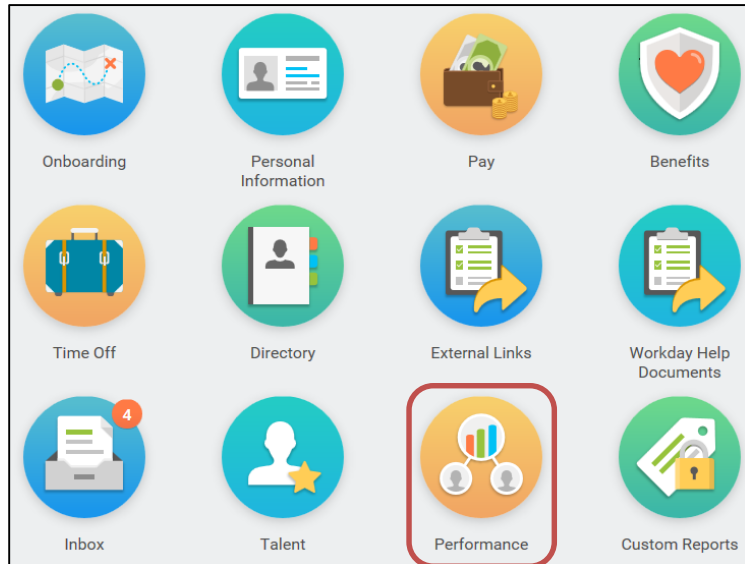 Onboarding
Personal
Information
Pay
Benefits
Time Off
Directory
External Links
Workday Help
Documents
4
Inbox
Talent
Performance
Custom Reports